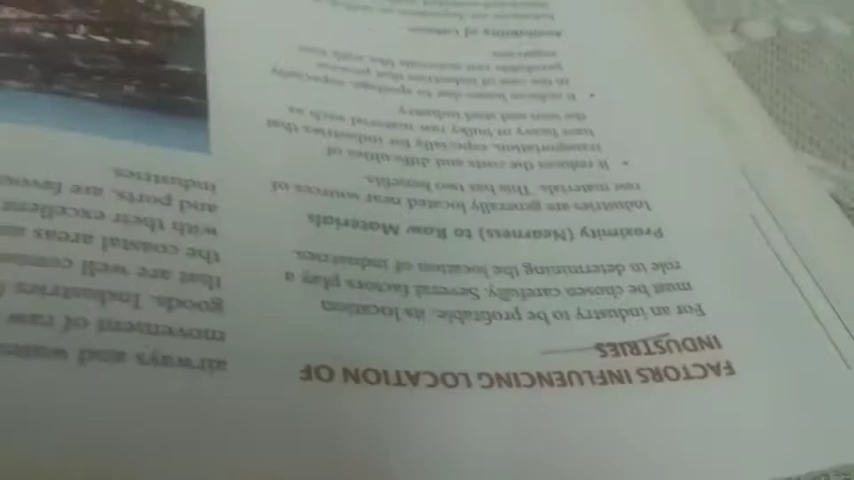 FACTORS INFLUENCING LOCATION OF
INDUSTRIES
For an industry to be profitable, its location
must be chosen carefully. Several factors play a
role in determining the location of industries.
Proximity (Nearness) to Raw Materials
Industries are generally located near sources of
raw materials. This has two benefits.
• It reduces the costs and difficulties of
transportation, especially for industries that
have heavy or bulky raw material such as
the iron and steel industry.
• It reduces losses due to spoilage, especially
in the case of industries that process
perishable raw materials like milk and
sugarcane.
Availability of Labour
airways and
movement of raw
goods. Industries
that are well
the coastal areas
with their excellent
and ports, are
industries.